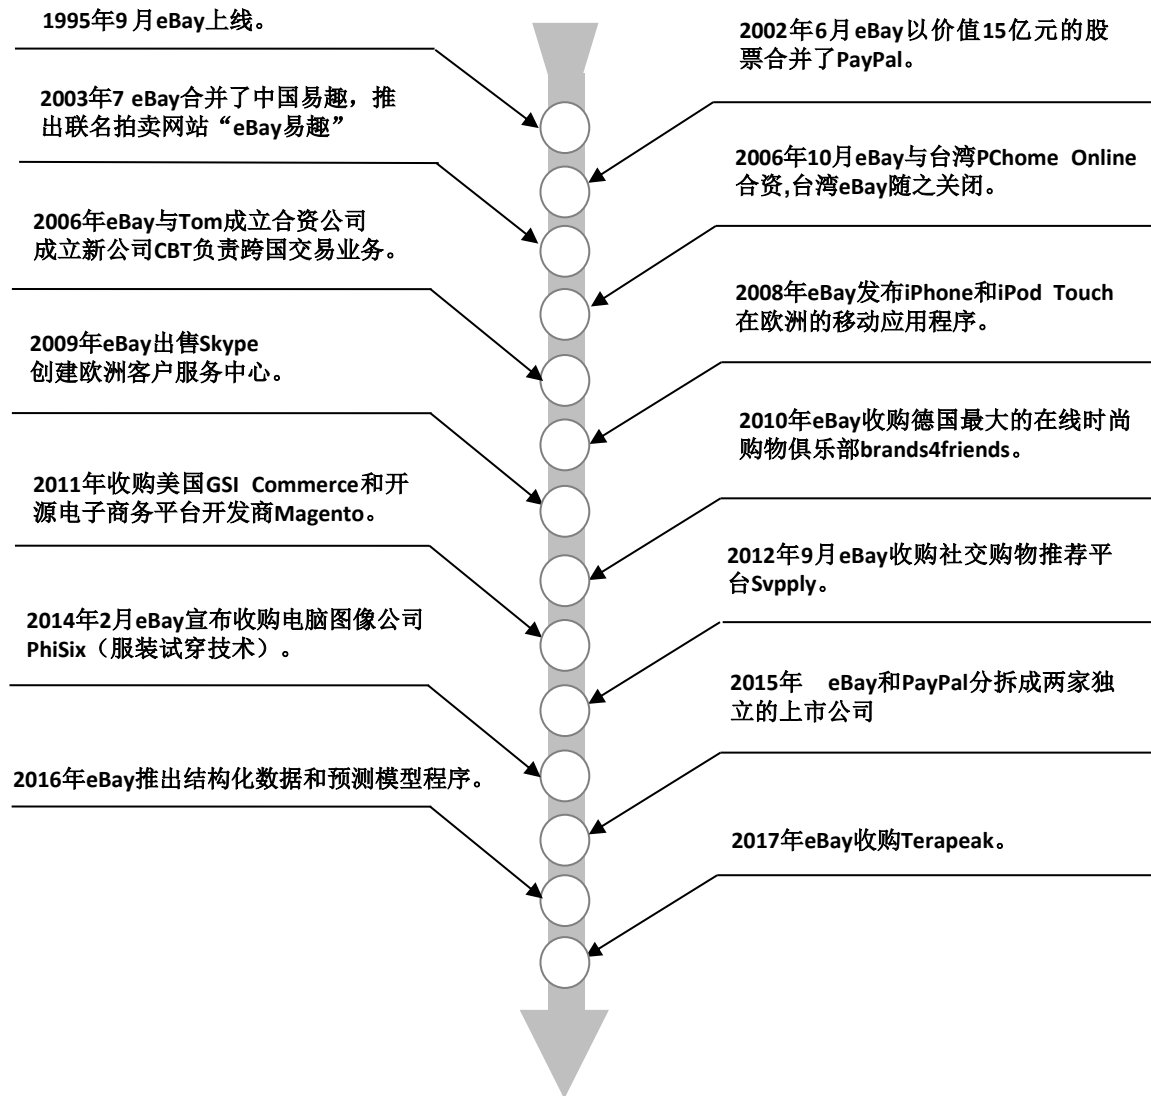 1995年9月eBay上线。
2002年6月eBay以价值15亿元的股
票合并了PayPal。
2003年7 eBay合并了中国易趣，推
出联名拍卖网站“eBay易趣”
2006年10月eBay与台湾PChome Online
合资,台湾eBay随之关闭。
2006年eBay与Tom成立合资公司
成立新公司CBT负责跨国交易业务。
2008年eBay发布iPhone和iPod Touch
在欧洲的移动应用程序。
2009年eBay出售Skype
创建欧洲客户服务中心。
2010年eBay收购德国最大的在线时尚
购物俱乐部brands4friends。
2011年收购美国GSI Commerce和开
源电子商务平台开发商Magento。
2012年9月eBay收购社交购物推荐平
台Svpply。
2014年2月eBay宣布收购电脑图像公司
PhiSix（服装试穿技术）。
2015年 eBay和PayPal分拆成两家独
立的上市公司
2016年eBay推出结构化数据和预测模型程序。
2017年eBay收购Terapeak。